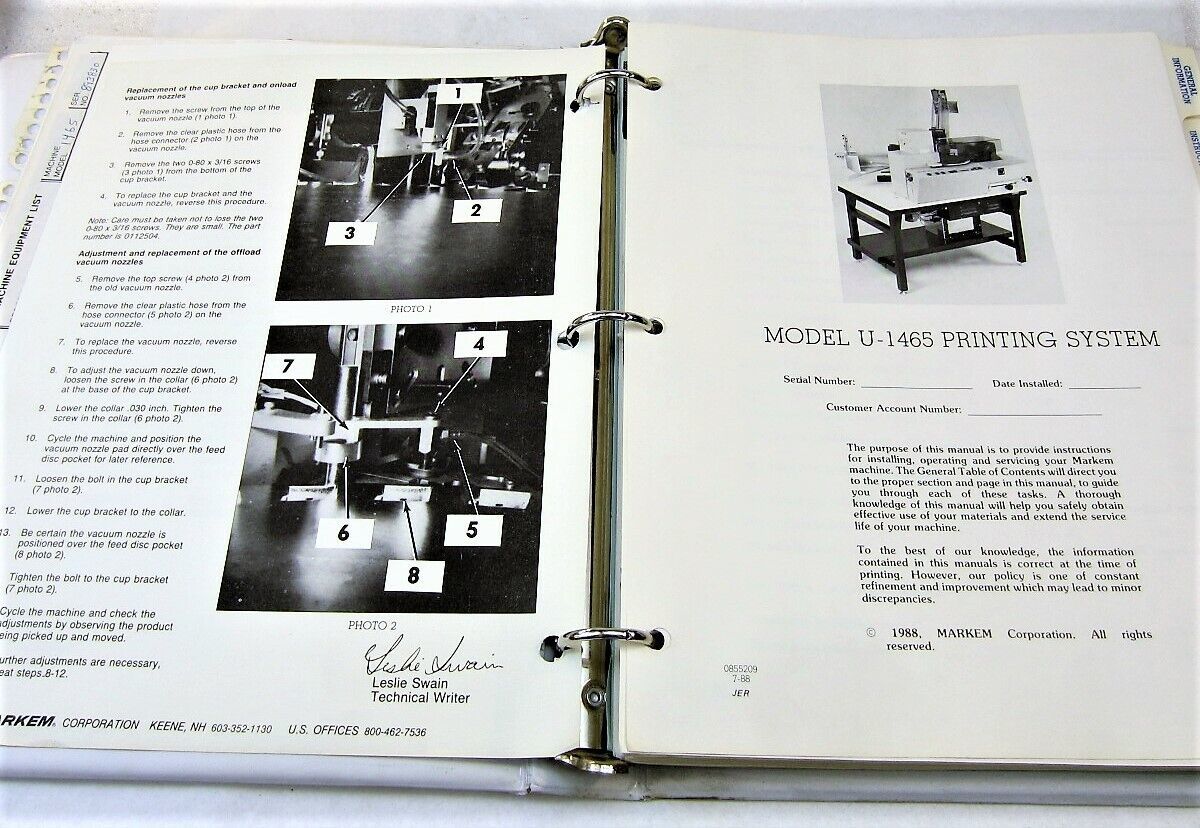 MACHINE EQUIPMENT LIST
MACHINE
MODEL 1465
SER.
NO.
Replacement of the cup bracket and onload
vacuum nozzles
1. Remove the screw from the top of the
vacuum nozzle (1 photo 1).
2. Remove the clear plastic hose from the
hose connector (2 photo 1) on the
vacuum nozzle.
3. Remove the two 0-80 x 3/16 screws
(3 photo 1) from the bottom of the
cup bracket.
4. To replace the cup bracket and the
vacuum nozzle, reverse this procedure.
Note: Care must be taken not to lose the two
0-80 x 3/16 screws. They are small. The part
number is 0112504.
Adjustment and replacement of the offload
vacuum nozzles
5. Remove the top screw (4 photo 2) from
the old vacuum nozzle.
6. Remove the clear plastic hose from the
hose connector (5 photo 2) on the
vacuum nozzle.
7. To replace the vacuum nozzle, reverse
this procedure.
8. To adjust the vacuum nozzle down,
loosen the screw in the collar (6 photo 2)
at the base of the cup bracket.
9. Lower the collar .030 inch. Tighten the
screw in the collar (6 photo 2).
10. Cycle the machine and position the
vacuum nozzle pad directly over the feed
disc pocket for later reference.
11. Loosen the bolt in the cup bracket
(7 photo 2).
12. Lower the cup bracket to the collar.
13. Be certain the vacuum nozzle is
positioned over the feed disc pocket
(8 photo 2).
Tighten the bolt to the cup bracket
(7 photo 2).
Cycle the machine and check the
adjustments by observing the product
eing picked up and moved.
urther adjustments are necessary,
eat steps 8-12.
1
2
3
PHOTO 1
4
7
6
5
8
PHOTO 2
Leslie Swain
Leslie Swain
Technical Writer
ARKEM CORPORATION KEENE, NH 603-352-1130 U.S. OFFICES 800-462-7536
MODEL U-1465 PRINTING SYSTEM
Serial Number: Date Installed:
Customer Account Number:
The purpose of this manual is to provide instructions
for installing, operating and servicing your Markem
machine. The General Table of Contents will direct you
to the proper section and page in this manual, to guide
you through each of these tasks. A thorough
knowledge of this manual will help you safely obtain
effective use of your materials and extend the service
life of your machine.
To the best of our knowledge, the information
contained in this manuals is correct at the time of
printing. However, our policy is one of constant
refinement and improvement which may lead to minor
discrepancies.
© 1988, MARKEM Corporation. All rights
reserved.
0855209
7-88
JER
GENERAL
INFORMATION
INSTRUC